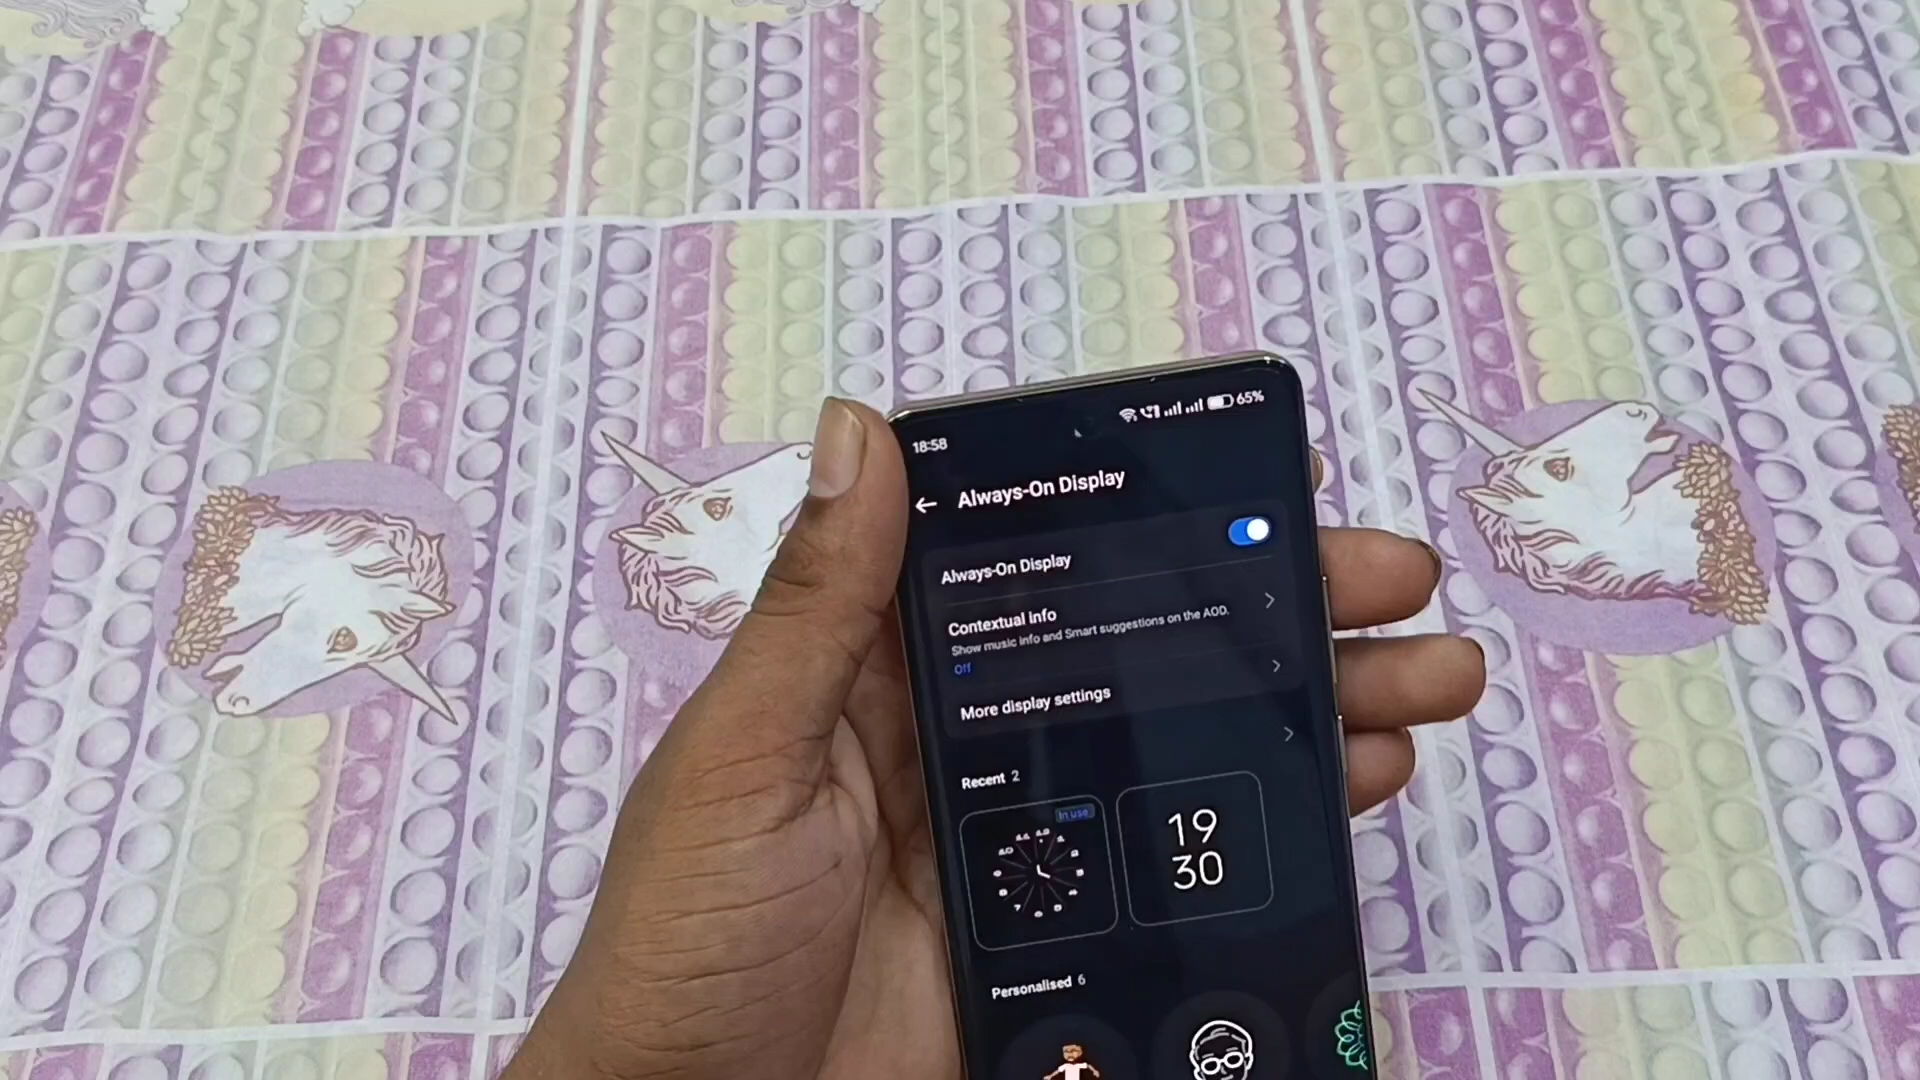 18:58
65%
Always-On Display
Always-On Display
Contextual info
Show music info and Smart suggestions on the AOD.
Off
More display settings
Recent 2
In use
19
30
Personalised 6